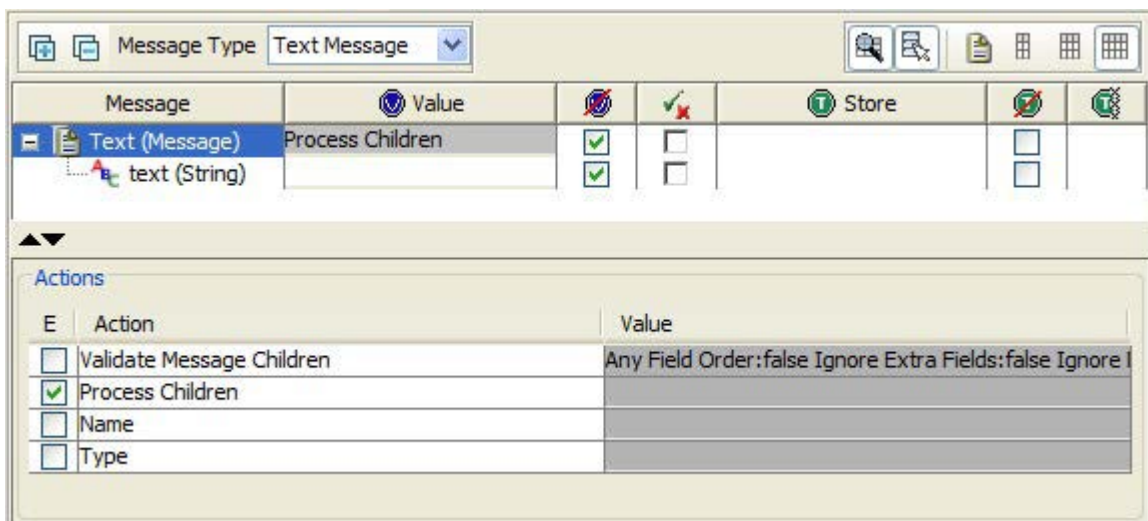 Message Type Text Message
Message Value Store
Text (Message) Process Children
text (String)
Actions
E Action Value
Validate Message Children Any Field Order:false Ignore Extra Fields:false Ignore
Process Children
Name
Type